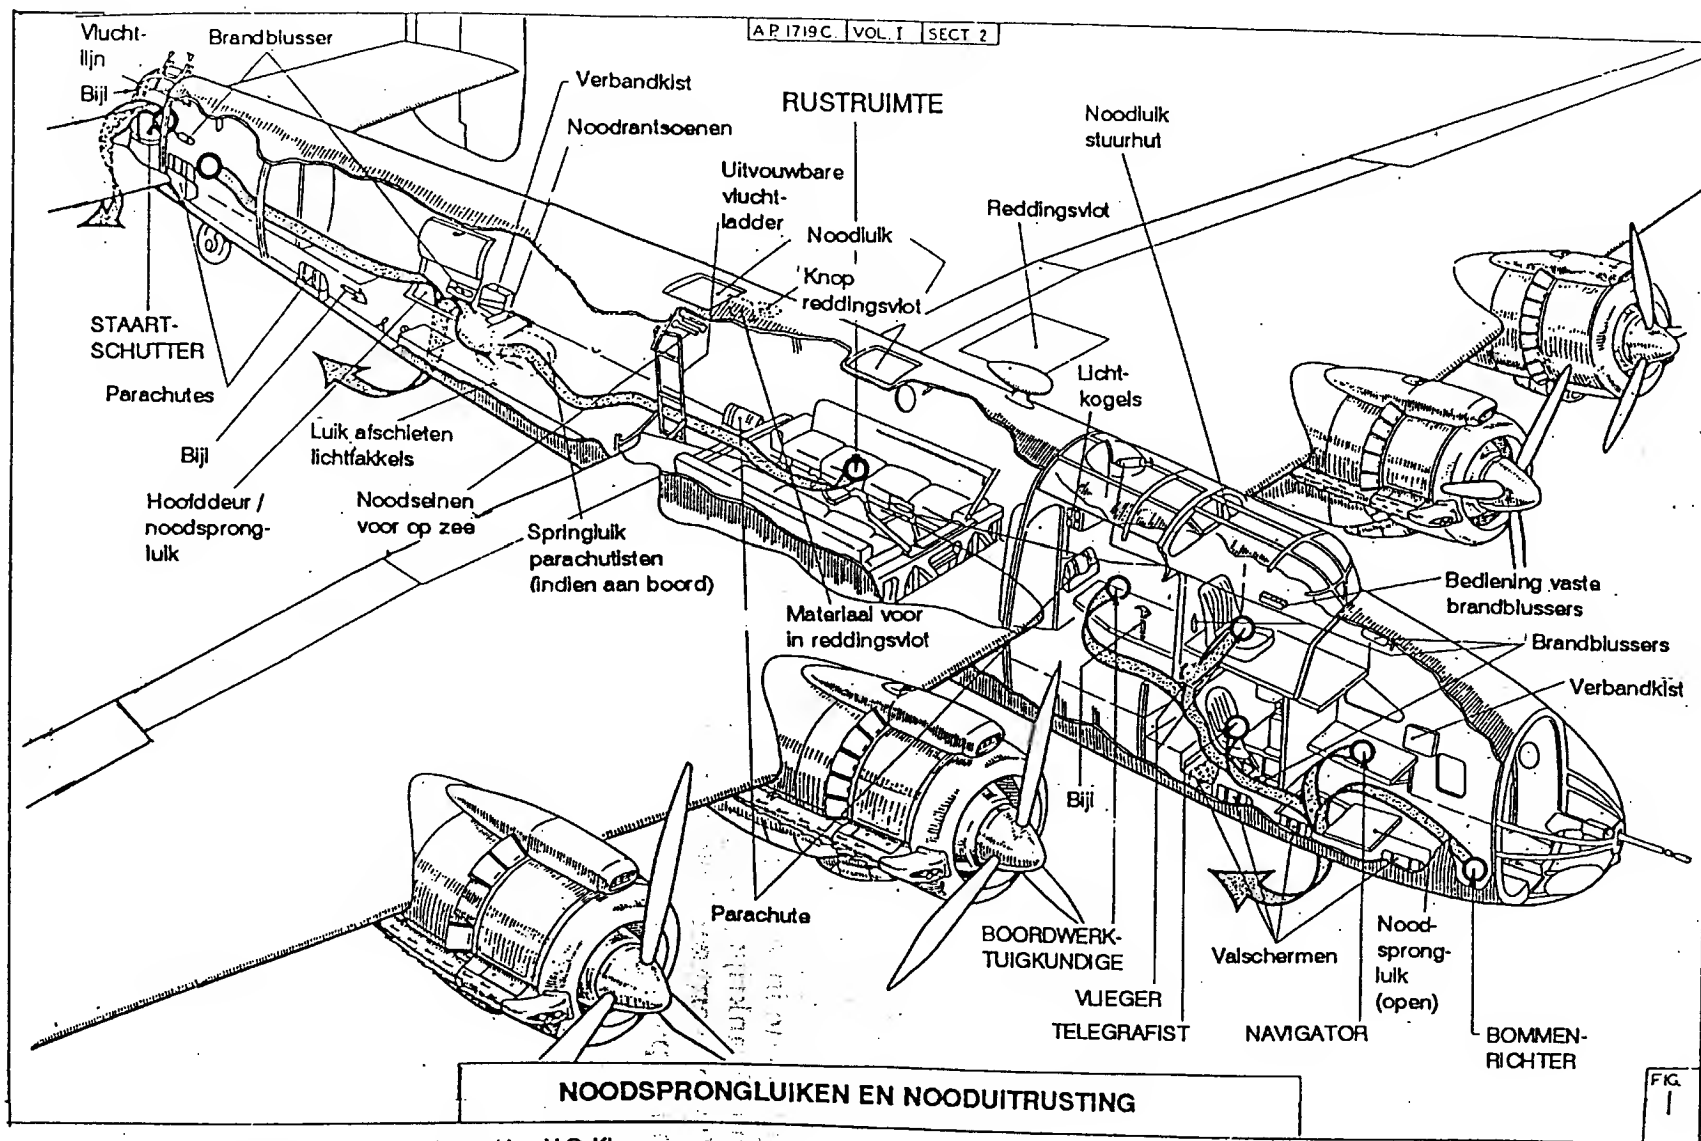 A.P. 1719C. VOL. I SECT. 2
Vlucht-
lijn
Bijl
Brandblusser
Verbandkist
Noodrantsoenen
RUSTRUIMTE
Uitvouwbare
vlucht-
ladder
Noodluik
Knop
reddingsvlot
Noodluik
stuurhut
Reddingsvlot
Licht-
kogels
STAART-
SCHUTTER
Parachutes
Bijl
Hoofddeur /
noodsprong-
luik
Luik afschieten
lichtfakkels
Noodseinen
voor op zee
Springluik
parachutisten
(indien aan boord)
Materiaal voor
in reddingsvlot
Bediening vaste
brandblussers
Brandblussers
Verbandkist
Bijl
Parachute
BOORDWERK-
TUIGKUNDIGE
VLIEGER
TELEGRAFIST
NAVIGATOR
Valschermen
Nood-
sprong-
luik
(open)
BOMMEN-
RICHTER
NOODSPRONGLUIKEN EN NOODUITRUSTING
FIG.
1